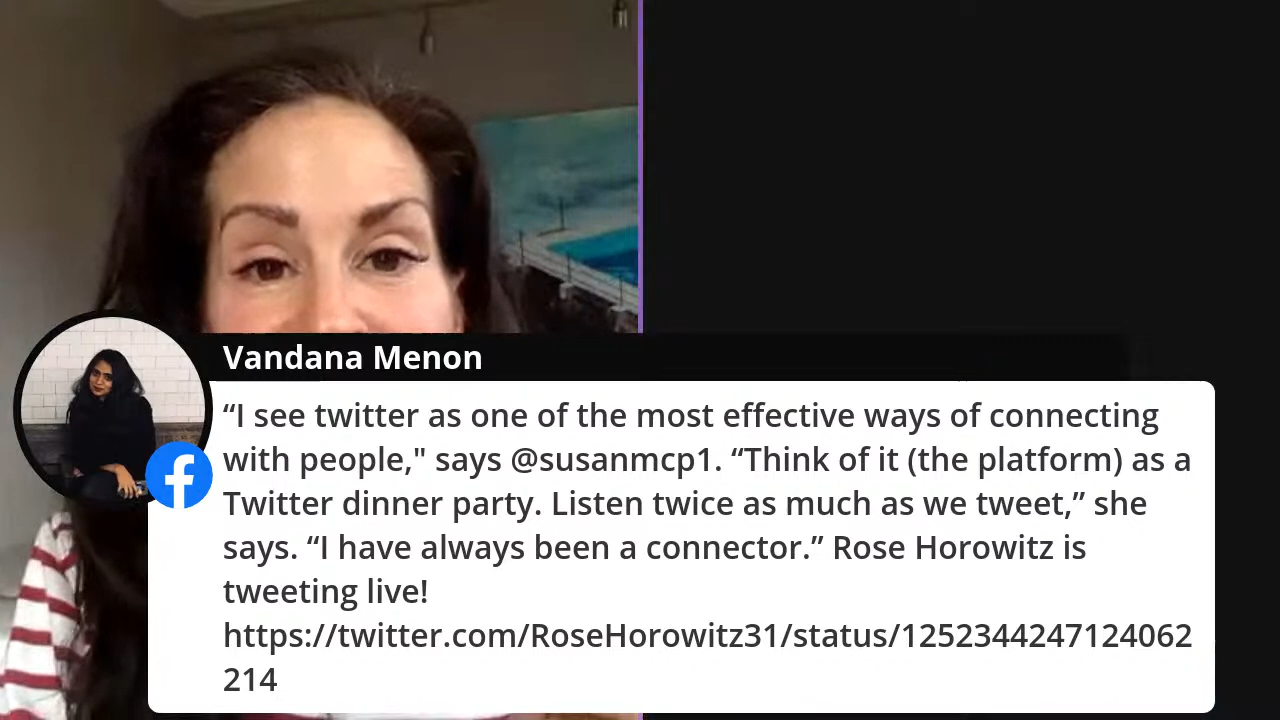 Vandana Menon
“I see twitter as one of the most effective ways of connecting
with people," says @susanmcp1. “Think of it (the platform) as a
Twitter dinner party. Listen twice as much as we tweet,” she
says. “I have always been a connector.” Rose Horowitz is
tweeting live!
https://twitter.com/RoseHorowitz31/status/1252344247124062
214